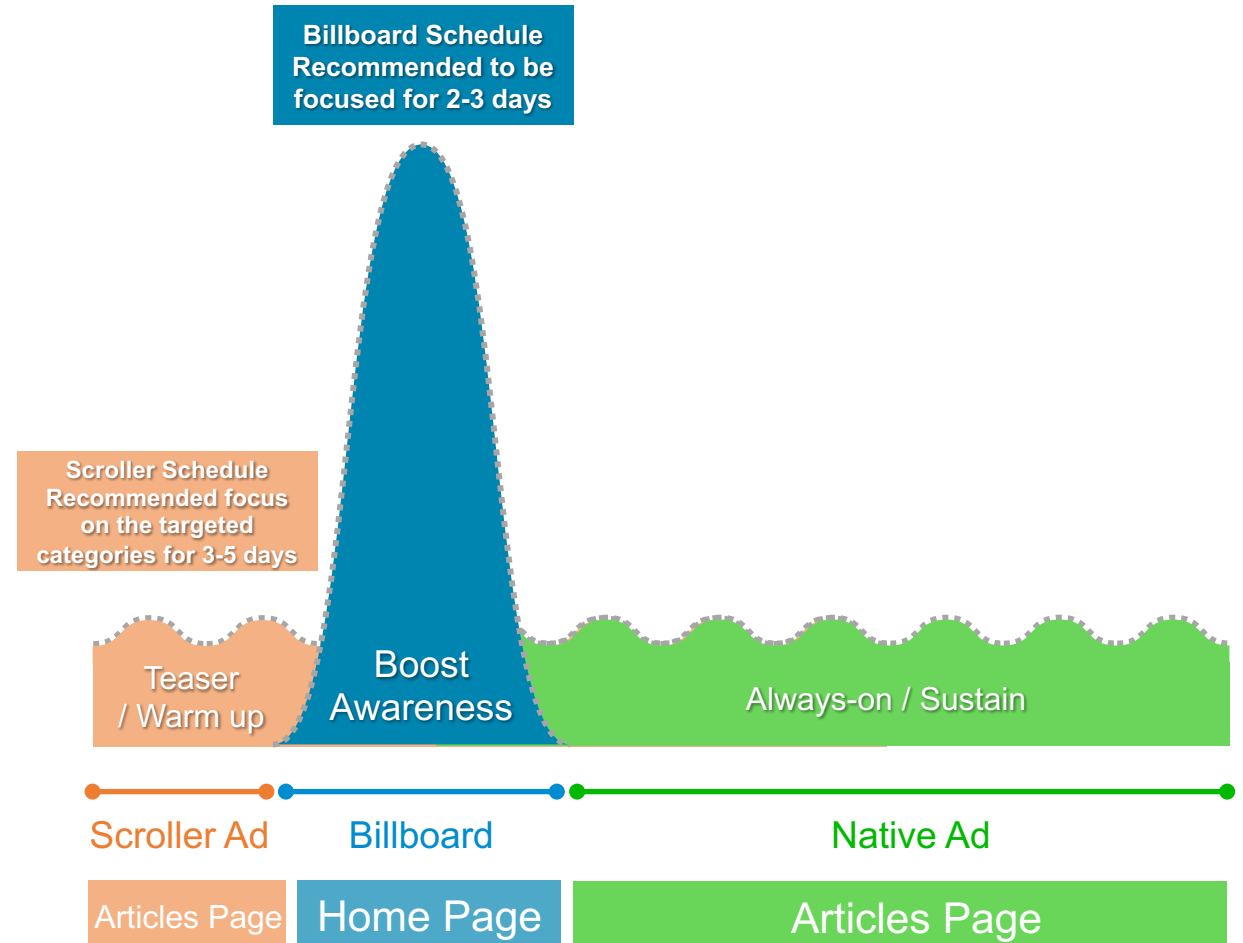 Billboard Schedule
Recommended to be
focused for 2-3 days
Scroller Schedule
Recommended focus
on the targeted
categories for 3-5 days
Teaser
/ Warm up
Boost
Awareness
Always-on / Sustain
Scroller Ad
Billboard
Native Ad
Articles Page
Home Page
Articles Page